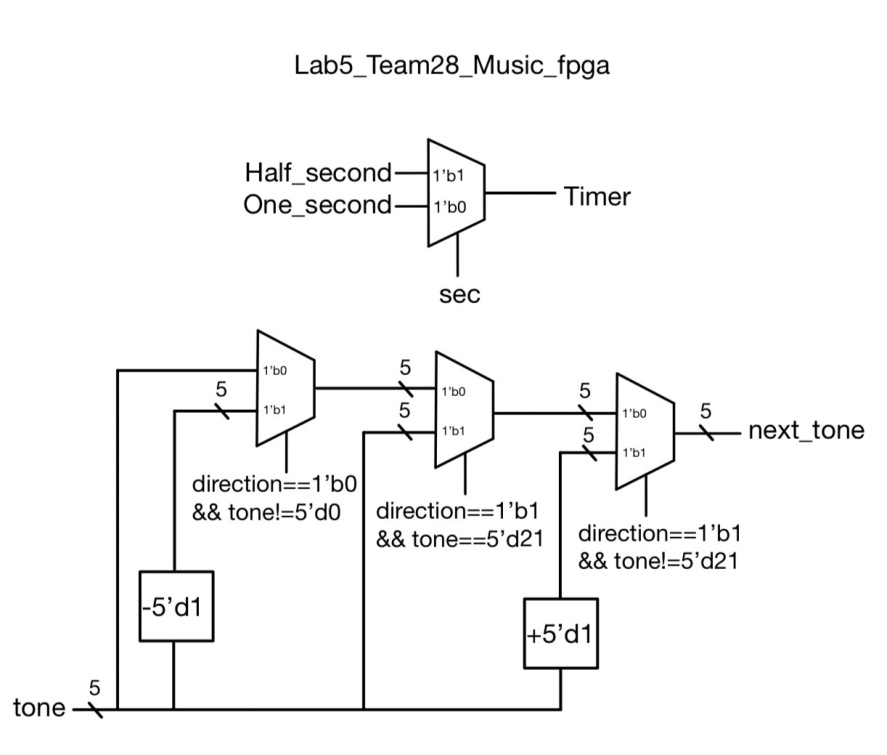 Lab5_Team28_Music_fpga
Half_second
1'b1
One_second
1'b0
Timer
sec
1'b0
5
1'b1
direction==1'b0
&& tone!=5'd0
5
1'b0
5
1'b1
direction==1'b1
&& tone==5'd21
5
1'b0
5
1'b1
5
next_tone
direction==1'b1
&& tone!=5'd21
-5'd1
+5'd1
5
tone